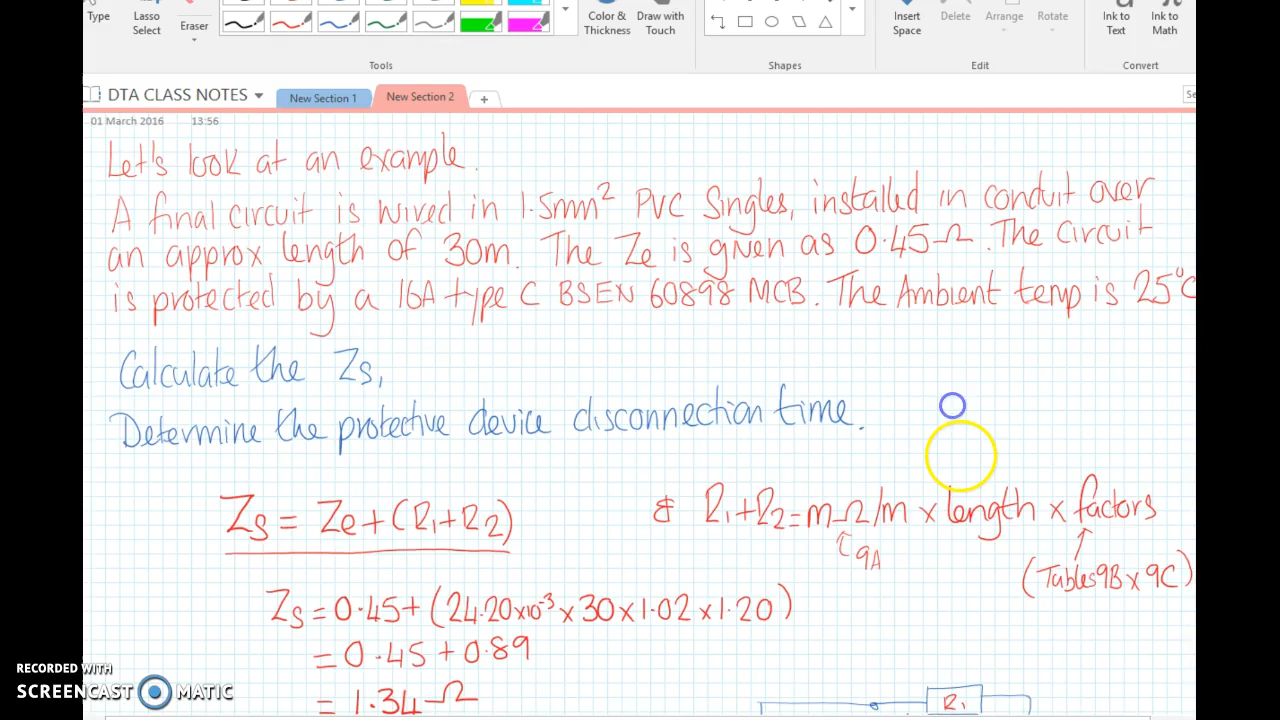 Type
Lasso
Select
Eraser
Color &
Thickness
Draw with
Touch
Insert
Space
Delete
Arrange
Rotate
Ink to
Text
Ink to
Math
Tools
Shapes
Edit
Convert
DTA CLASS NOTES
New Section 1
New Section 2
+
Se
01 March 2016 13:56
Let's look at an example.
A final circuit is wired in 1.5mm² PVC Singles, installed in conduit over
an approx length of 30m. The Ze is given as 0.45Ω. The Circuit
is protected by a 16A type C BSEN 60898 MCB. The Ambient temp is 25°C
Calculate the Zs,
Determine the protective device disconnection time.
Zs = Ze+(R1+R2) & R1+R2=mΩ/m × length × factors
9A
(Tables 9B × 9C)
Zs = 0.45+(24.20×10⁻³×30×1.02×1.20)
= 0.45 + 0.89
= 1.34Ω
R1
RECORDED WITH
SCREENCAST MATIC